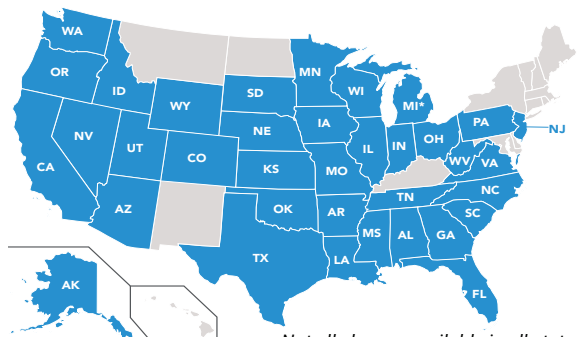 WA
OR
ID
MN
WI
MI*
SD
WY
IA
NE
PA
NJ
NV
UT
CO
IL
IN
OH
WV
VA
CA
KS
MO
NC
TN
AZ
OK
AR
SC
MS
AL
GA
TX
LA
AK
FL